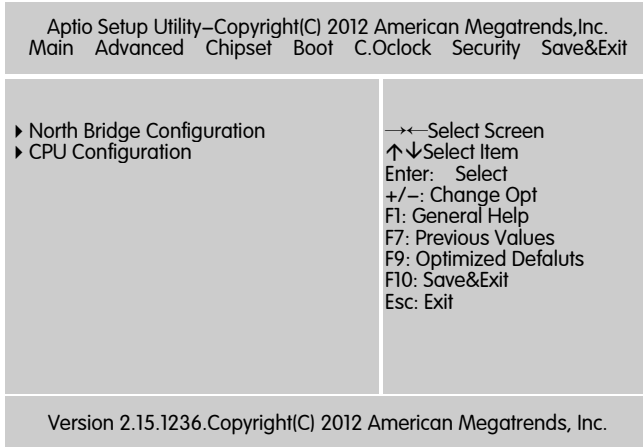 Aptio Setup Utility–Copyright(C) 2012 American Megatrends,Inc.
Main Advanced Chipset Boot C.Oclock Security Save&Exit
▶ North Bridge Configuration
▶ CPU Configuration
→←Select Screen
↑↓Select Item
Enter: Select
+/–: Change Opt
F1: General Help
F7: Previous Values
F9: Optimized Defaluts
F10: Save&Exit
Esc: Exit
Version 2.15.1236.Copyright(C) 2012 American Megatrends, Inc.